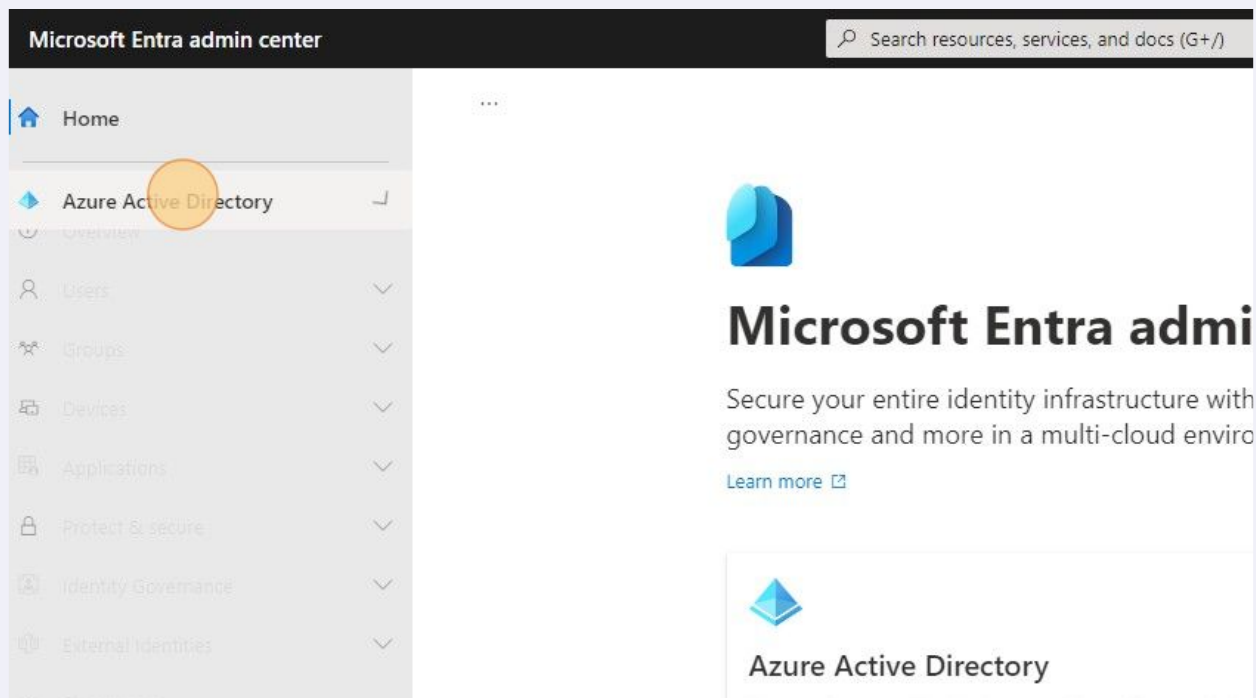 Microsoft Entra admin center
Search resources, services, and docs (G+/)
Home
...
Azure Active Directory
Overview
Users
Groups
Devices
Applications
Protect & secure
Identity Governance
External Identities
Microsoft Entra admi
Secure your entire identity infrastructure with
governance and more in a multi-cloud enviro
Learn more
Azure Active Directory